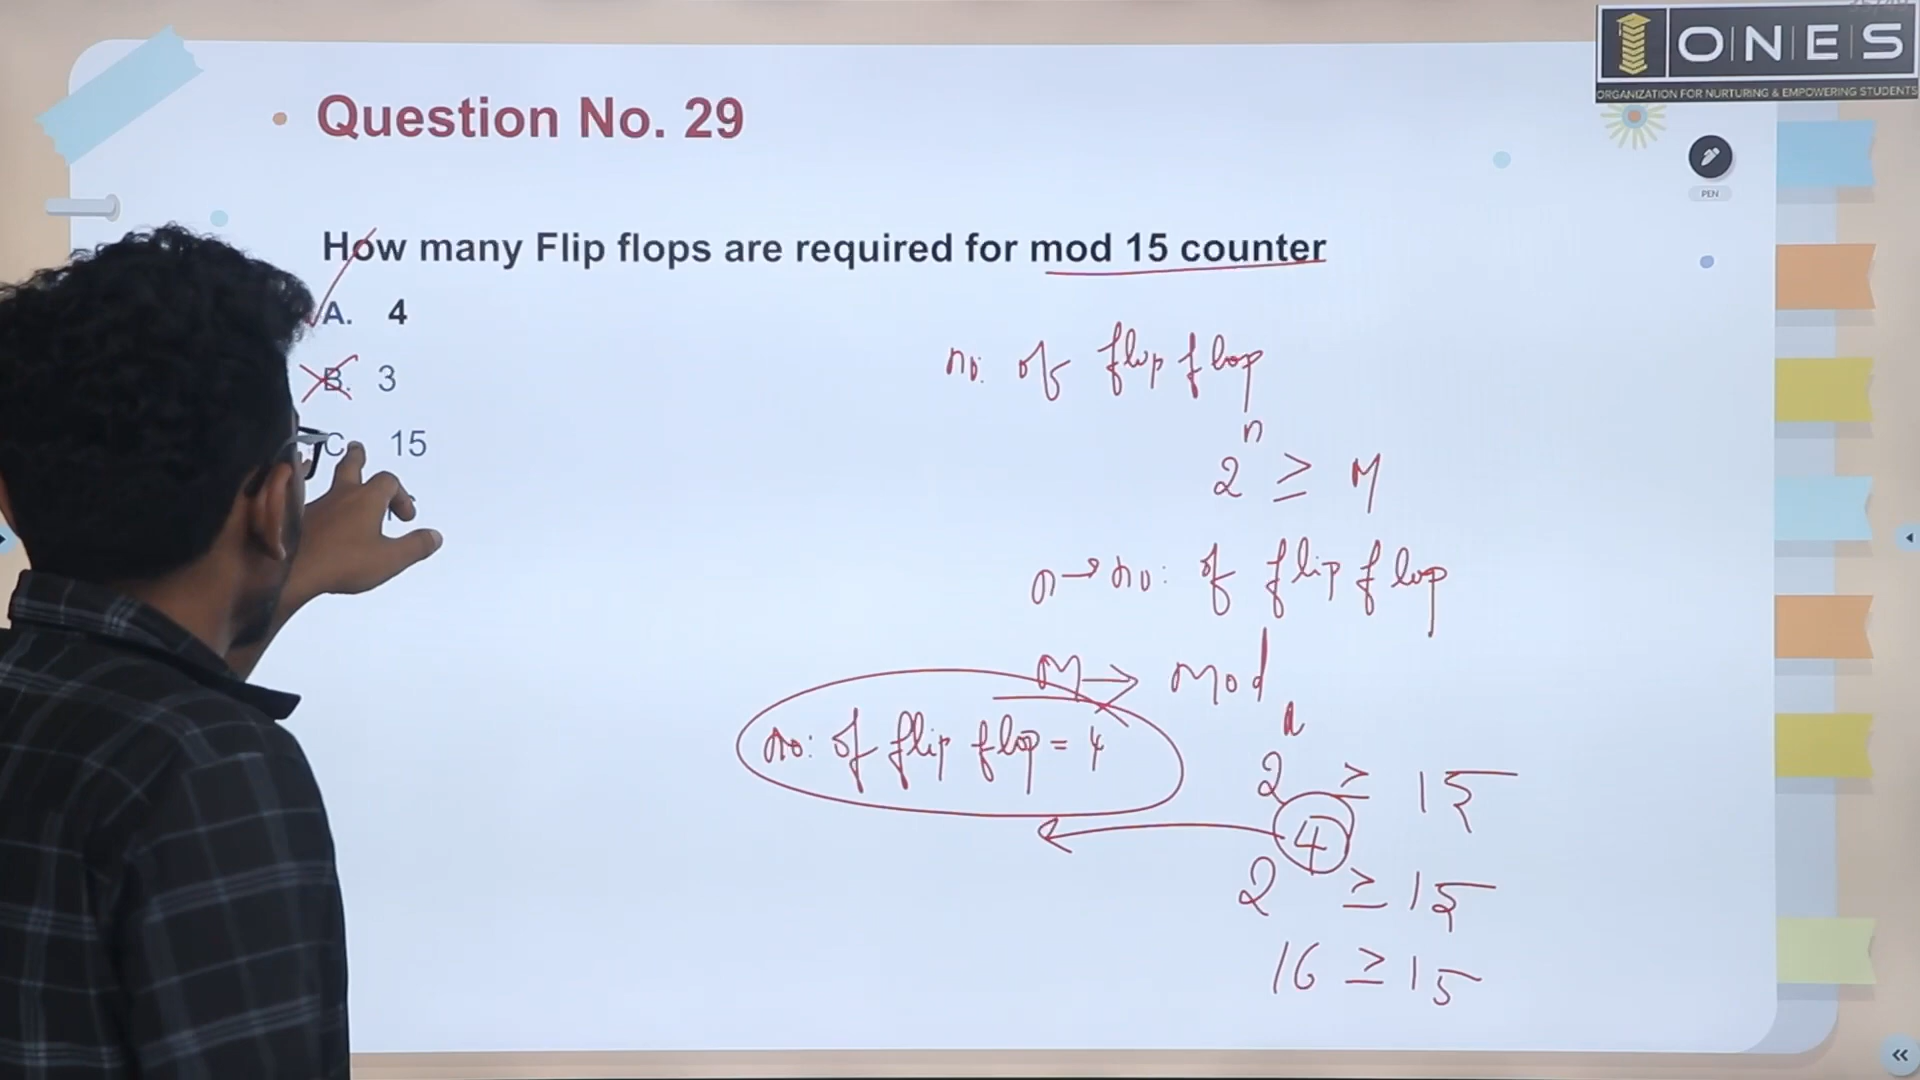 ONES
ORGANIZATION FOR NURTURING & EMPOWERING STUDENTS
Question No. 29
PEN
How many Flip flops are required for mod 15 counter
A. 4
B. 3
C. 15
no: of flip flop
2^n ≥ M
n → no: of flip flop
M → Mod
no: of flip flop = 4
2^n ≥ 15
2^4 ≥ 15
16 ≥ 15